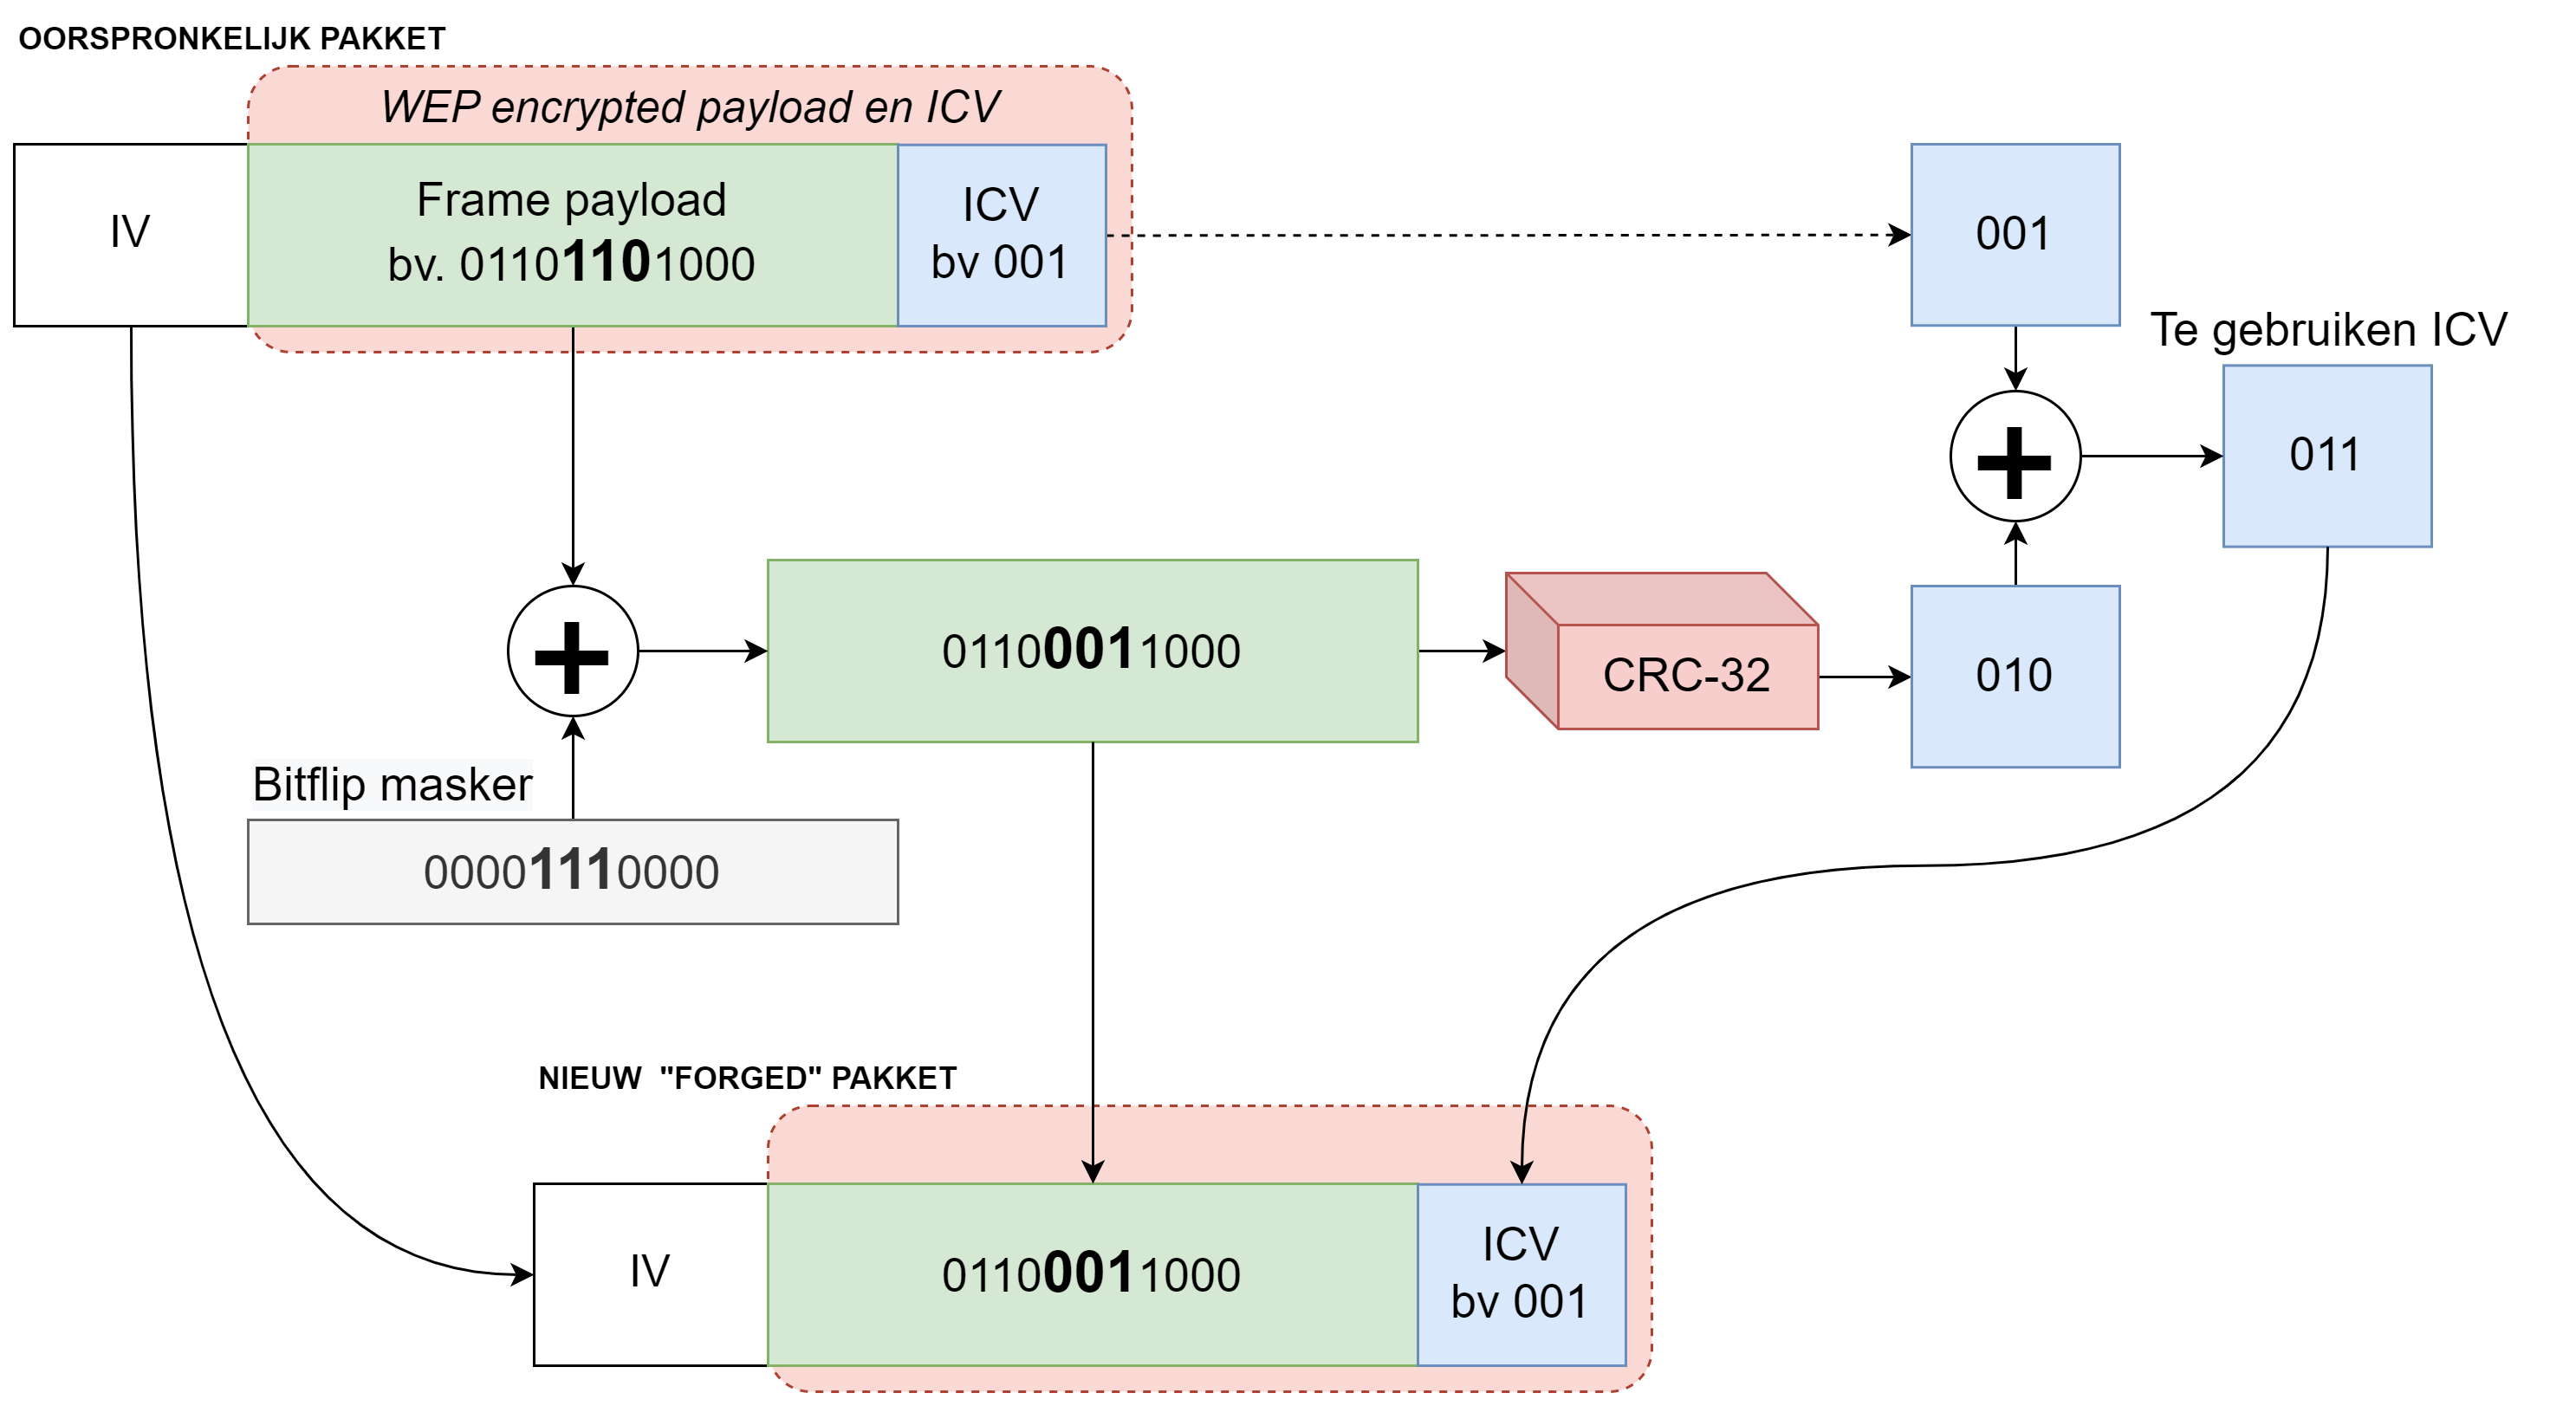 OORSPRONKELIJK PAKKET
WEP encrypted payload en ICV
IV
Frame payload
bv. 01101101000
ICV
bv 001
001
Te gebruiken ICV
011
01100011000
CRC-32
010
Bitflip masker
00001110000
NIEUW "FORGED" PAKKET
IV
01100011000
ICV
bv 001